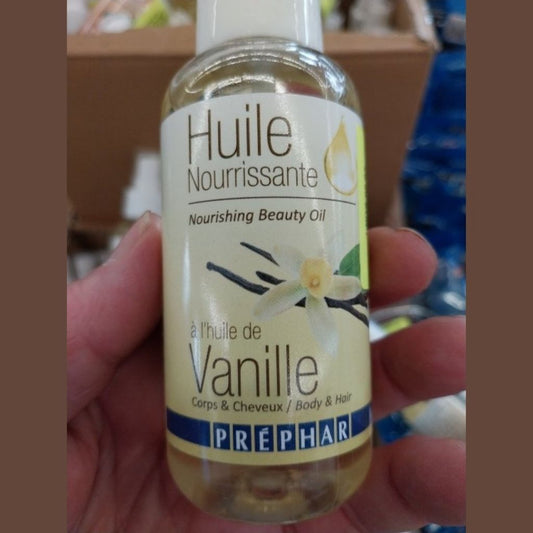 Huile
Nourrissante
Nourishing Beauty Oil
à l'huile de
Vanille
Corps & Cheveux / Body & Hair
PRÉPHAR